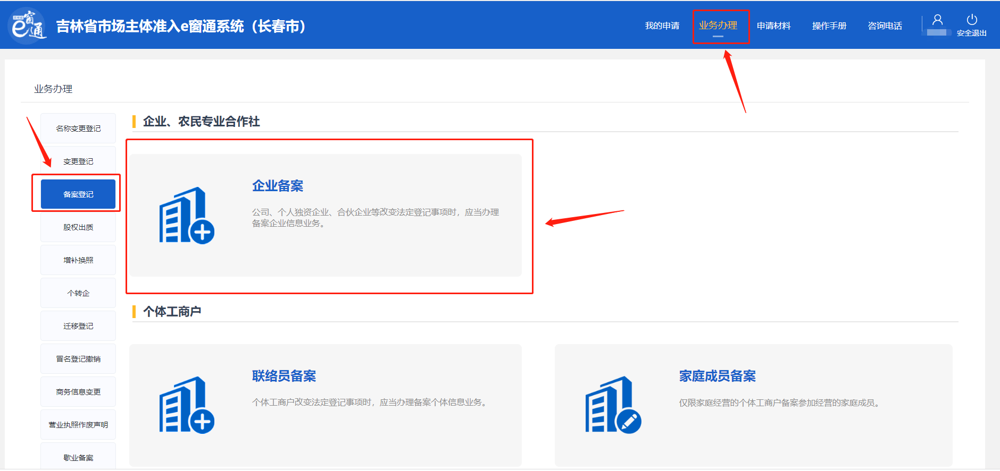 吉林省
e窗通
吉林省市场主体准入e窗通系统（长春市）
我的申请
业务办理
申请材料
操作手册
咨询电话
安全退出
业务办理
名称变更登记
变更登记
备案登记
股权出质
增补换照
个转企
迁移登记
冒名登记撤销
商务信息变更
营业执照作废声明
歇业备案
企业、农民专业合作社
企业备案
公司、个人独资企业、合伙企业等改变法定登记事项时，应当办理
备案企业信息业务。
个体工商户
联络员备案
个体工商户改变法定登记事项时，应当办理备案个体信息业务。
家庭成员备案
仅限家庭经营的个体工商户备案参加经营的家庭成员。